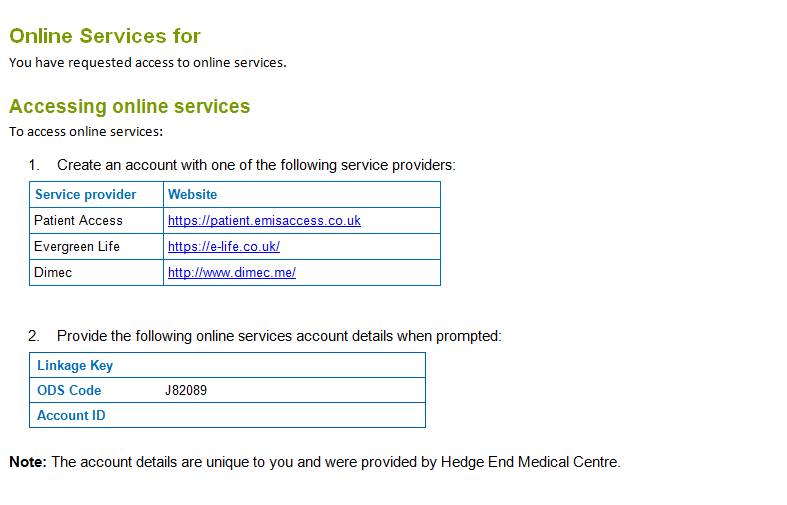 Online Services for
You have requested access to online services.
Accessing online services
To access online services:
1. Create an account with one of the following service providers:
Service provider Website
Patient Access https://patient.emisaccess.co.uk
Evergreen Life https://e-life.co.uk/
Dimec http://www.dimec.me/
2. Provide the following online services account details when prompted:
Linkage Key
ODS Code J82089
Account ID
Note: The account details are unique to you and were provided by Hedge End Medical Centre.